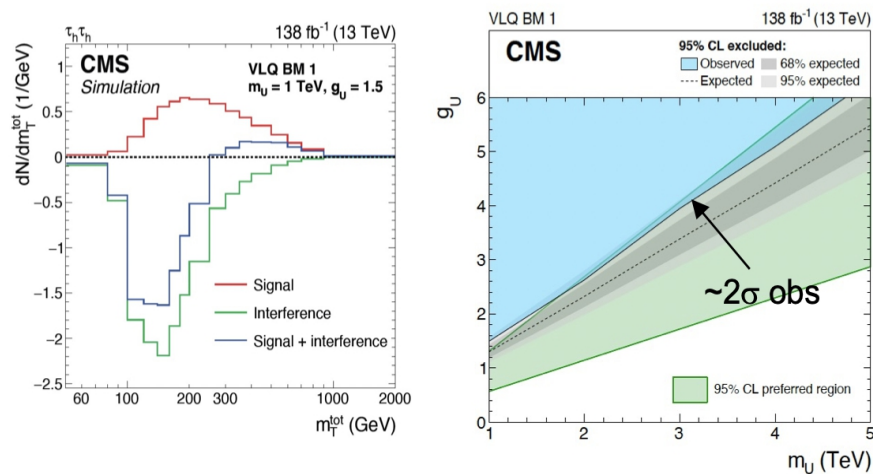 τhτh 138 fb⁻¹ (13 TeV)
CMS
Simulation
VLQ BM 1
mU = 1 TeV, gU = 1.5
dN/dmT^tot (1/GeV)
1
0.5
0
−0.5
−1
−1.5
−2
−2.5
Signal
Interference
Signal + interference
60 100 200 300 1000 2000
mT^tot (GeV)
VLQ BM 1 138 fb⁻¹ (13 TeV)
CMS
95% CL excluded:
Observed 68% expected
Expected 95% expected
gU
6
5
4
3
2
1
0
~2σ obs
95% CL preferred region
1 2 3 4 5
mU (TeV)